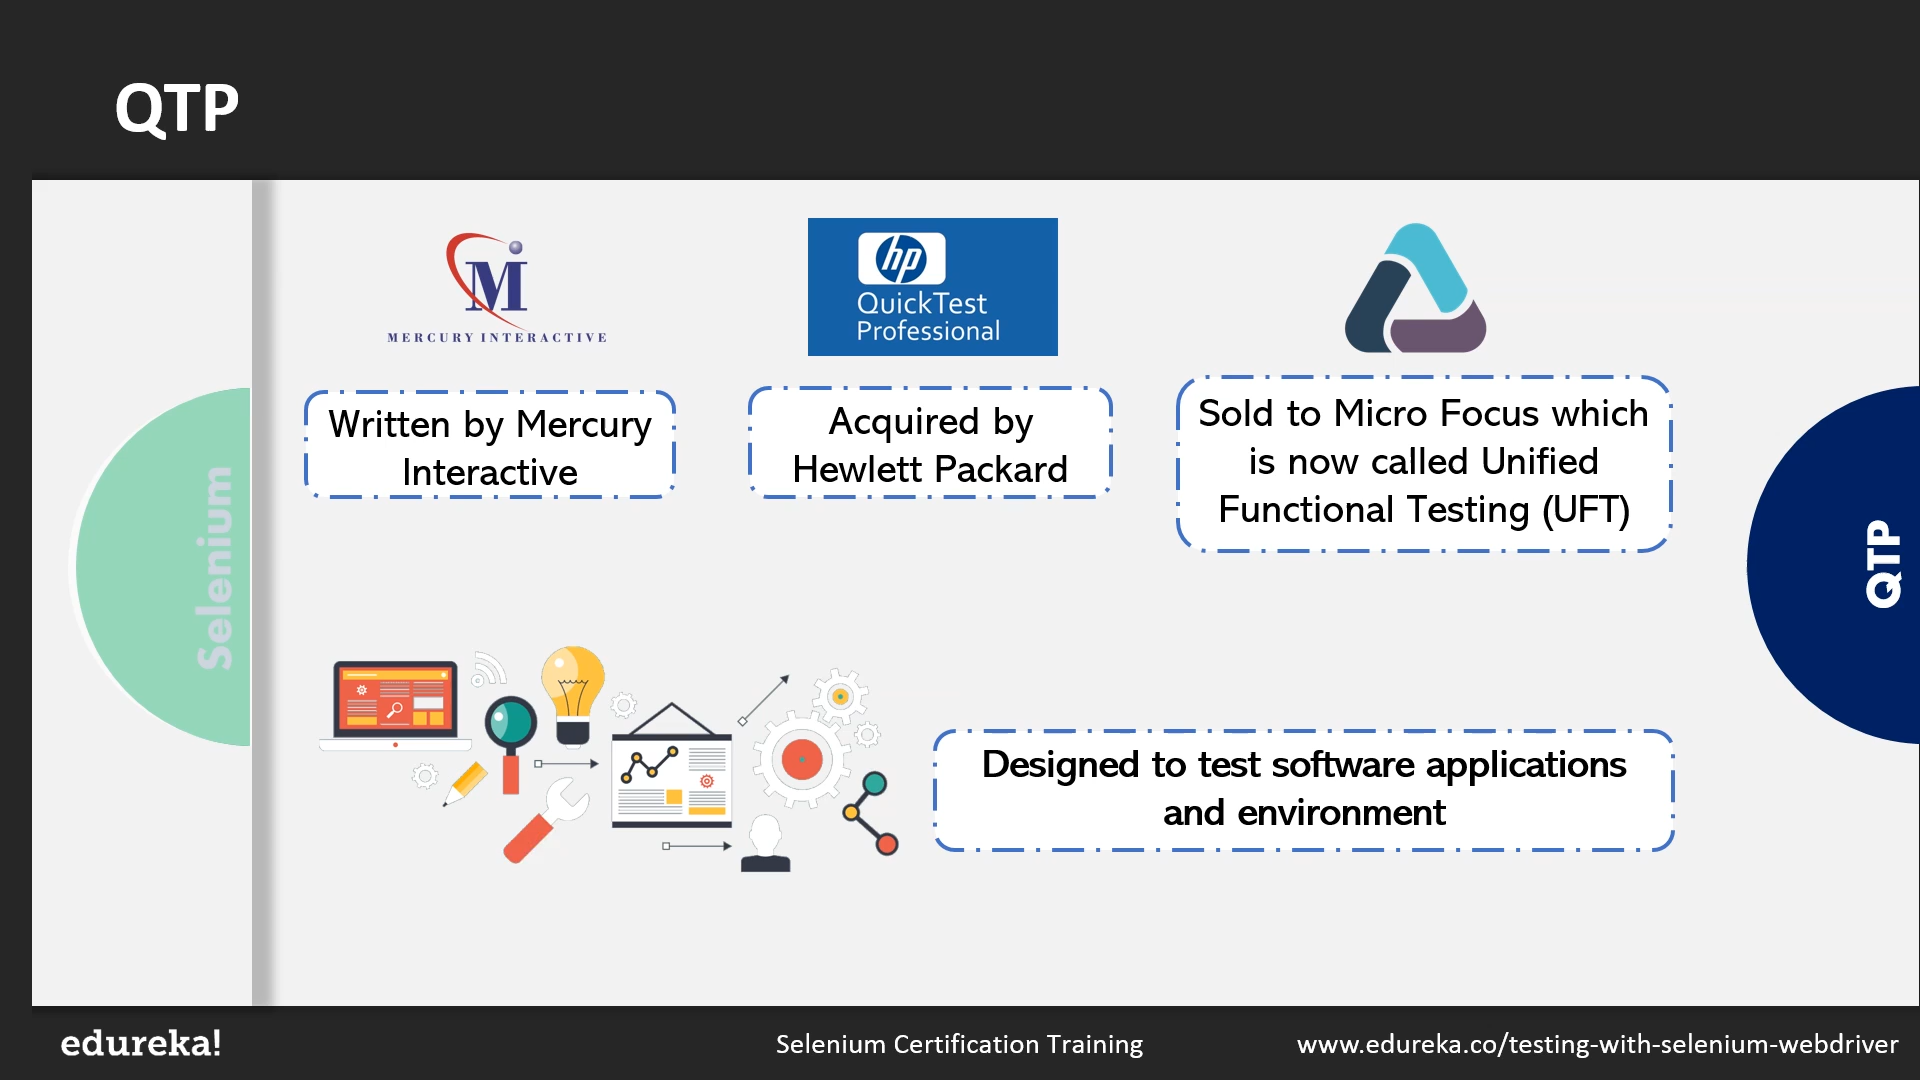 QTP
MERCURY INTERACTIVE
hp
QuickTest
Professional
Written by Mercury
Interactive
Acquired by
Hewlett Packard
Sold to Micro Focus which
is now called Unified
Functional Testing (UFT)
Selenium
QTP
Designed to test software applications
and environment
edureka!
Selenium Certification Training
www.edureka.co/testing-with-selenium-webdriver